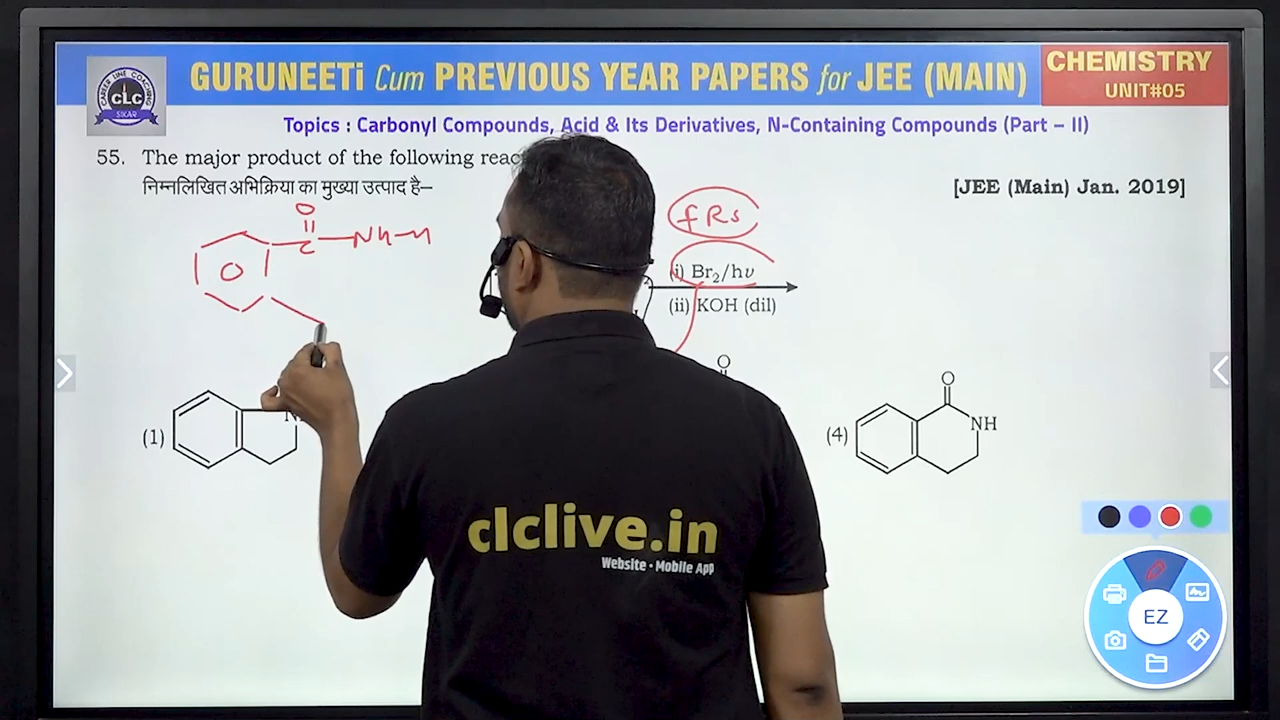 GURUNEETi Cum PREVIOUS YEAR PAPERS for JEE (MAIN)
CHEMISTRY
UNIT#05
CAREER LINE COACHING
CLC
SIKAR
Topics : Carbonyl Compounds, Acid & Its Derivatives, N-Containing Compounds (Part – II)
55. The major product of the following
निम्नलिखित अभिक्रिया का मुख्या उत्पाद है–
[JEE (Main) Jan. 2019]
fRs
O
C
NH-H
O
(i) Br₂/hν
(ii) KOH (dil)
O
O
(1)
(4)
NH
clclive.in
Website • Mobile App
EZ